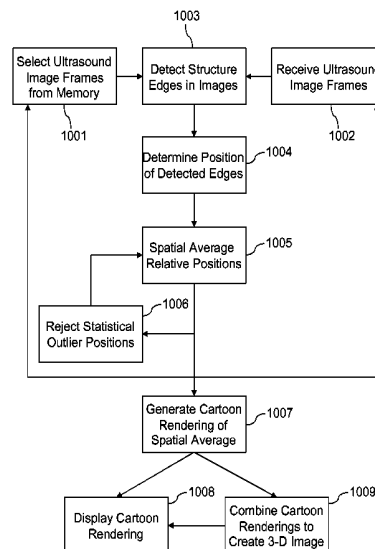 1003
Select Ultrasound
Image Frames
from Memory
Detect Structure
Edges in Images
Receive Ultrasound
Image Frames
1001
1002
Determine Position
of Detected Edges
1004
Spatial Average
Relative Positions
1005
1006
Reject Statistical
Outlier Positions
Generate Cartoon
Rendering of
Spatial Average
1007
1008
1009
Display Cartoon
Rendering
Combine Cartoon
Renderings to
Create 3-D Image